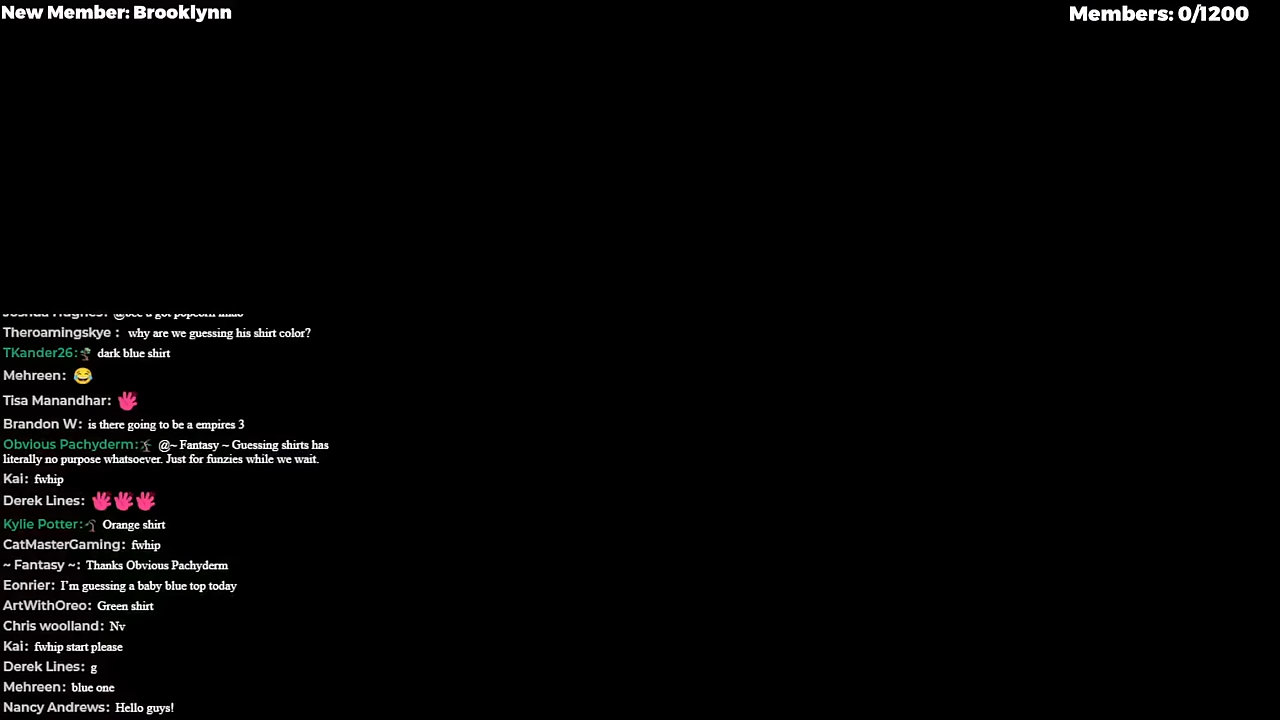 New Member: Brooklynn
Members: 0/1200
Theroamingskye : why are we guessing his shirt color?
TKander26: dark blue shirt
Mehreen: 😂
Tisa Manandhar:
Brandon W: is there going to be a empires 3
Obvious Pachyderm: @~ Fantasy ~ Guessing shirts has
literally no purpose whatsoever. Just for funzies while we wait.
Kai: fwhip
Derek Lines:
Kylie Potter: Orange shirt
CatMasterGaming: fwhip
~ Fantasy ~: Thanks Obvious Pachyderm
Eonrier: I'm guessing a baby blue top today
ArtWithOreo: Green shirt
Chris woolland: Nv
Kai: fwhip start please
Derek Lines: g
Mehreen: blue one
Nancy Andrews: Hello guys!